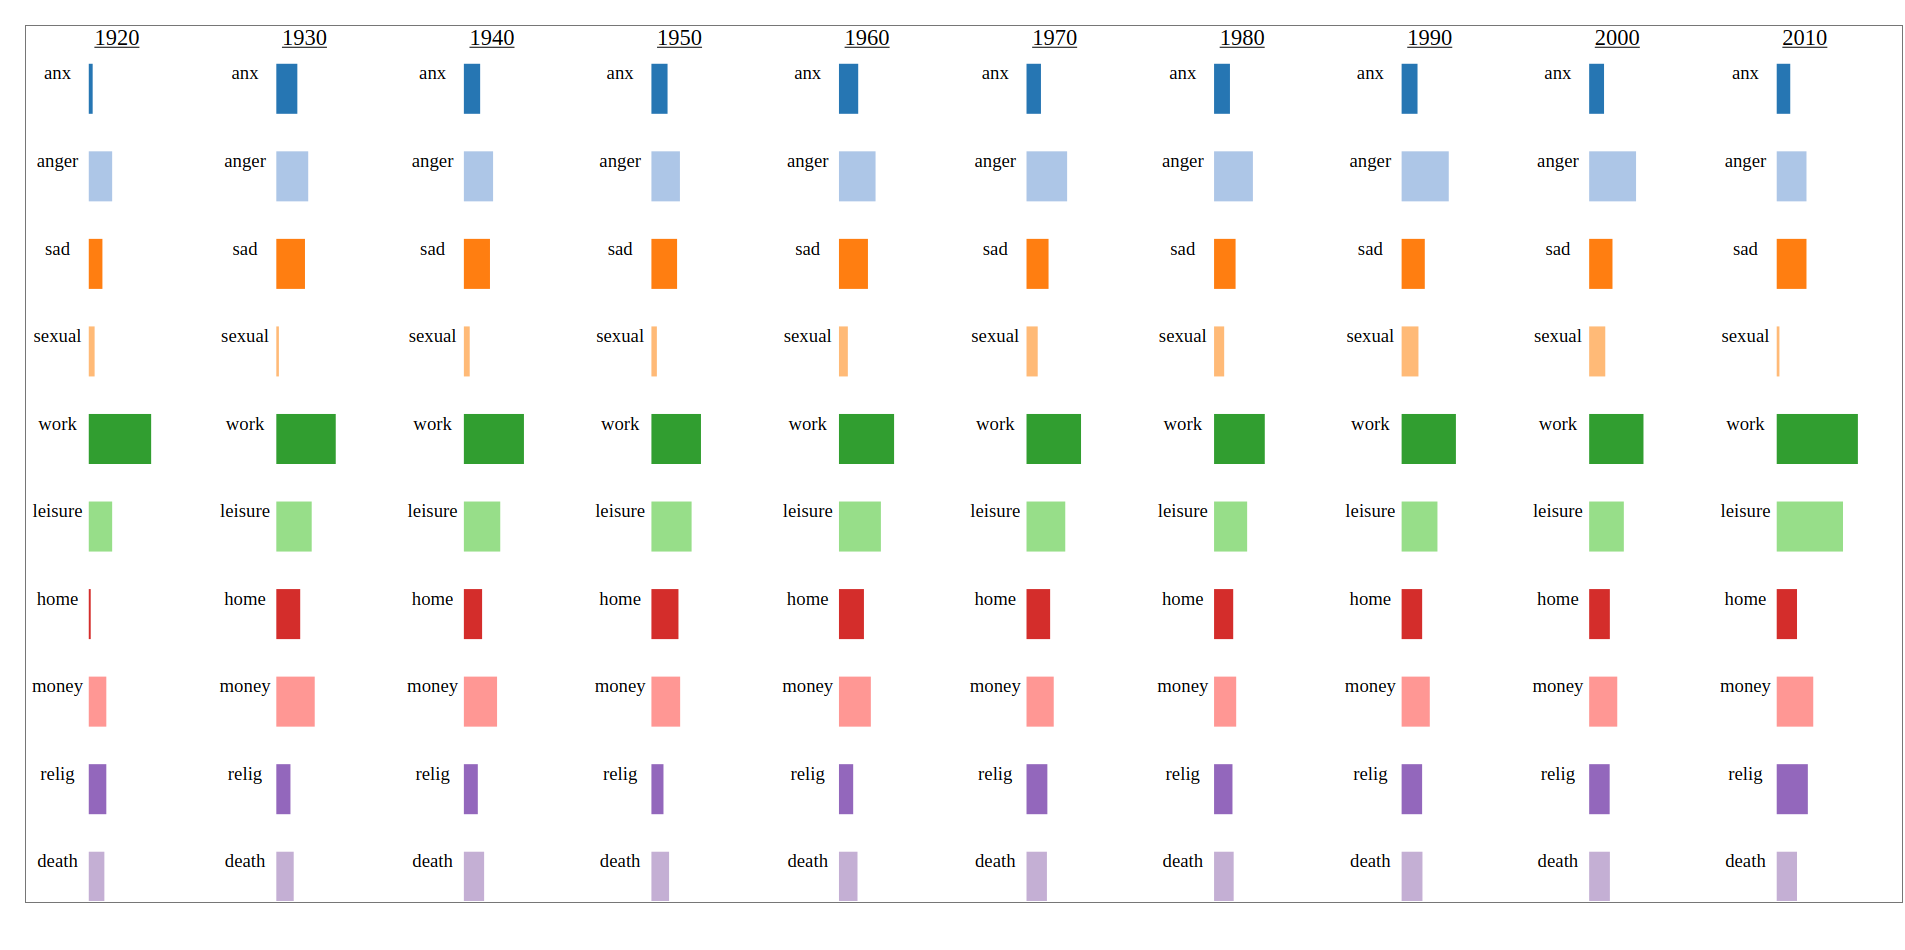 1920 1930 1940 1950 1960 1970 1980 1990 2000 2010
anx anx anx anx anx anx anx anx anx anx
anger anger anger anger anger anger anger anger anger anger
sad sad sad sad sad sad sad sad sad sad
sexual sexual sexual sexual sexual sexual sexual sexual sexual sexual
work work work work work work work work work work
leisure leisure leisure leisure leisure leisure leisure leisure leisure leisure
home home home home home home home home home home
money money money money money money money money money money
relig relig relig relig relig relig relig relig relig relig
death death death death death death death death death death